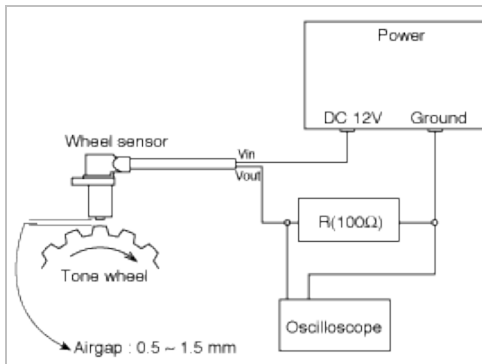 Power
DC 12V Ground
Wheel sensor
Vin
Vout
R(100Ω)
Tone wheel
Oscilloscope
Airgap : 0.5 ~ 1.5 mm